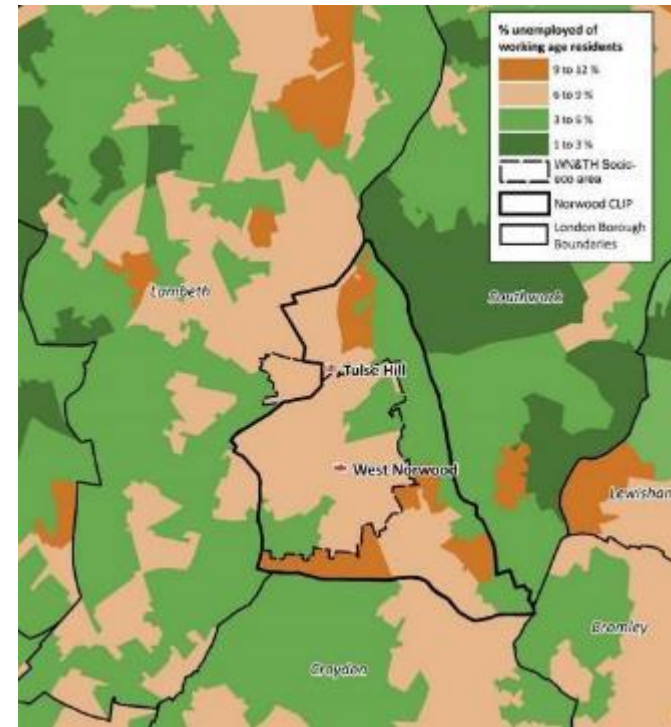 % unemployed of
working age residents
9 to 12 %
6 to 9 %
3 to 6 %
1 to 3 %
WN&TH Socio-
eco area
Norwood CLIP
London Borough
Boundaries
Lambeth
Southwark
Tulse Hill
West Norwood
Lewisham
Bromley
Croydon